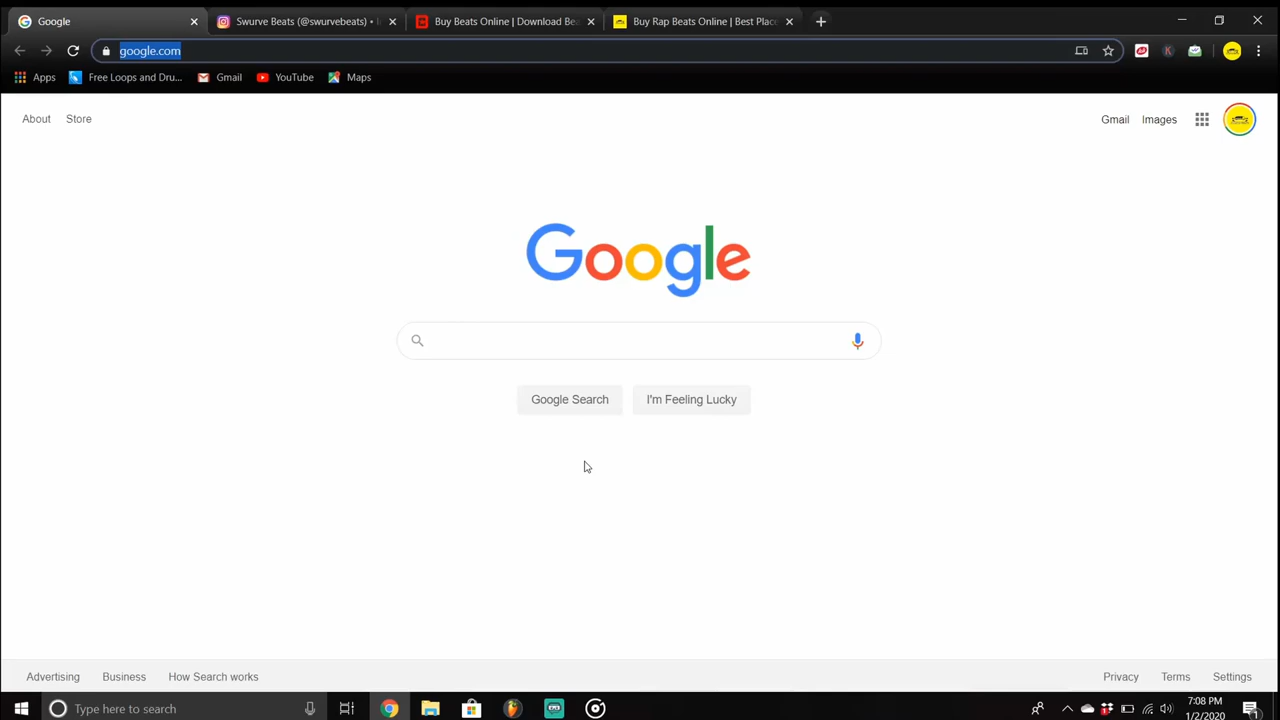 Google
Swurve Beats (@swurvebeats) •
Buy Beats Online | Download Bea
Buy Rap Beats Online | Best Plac
google.com
Apps
Free Loops and Dru...
Gmail
YouTube
Maps
About
Store
Gmail
Images
Google
Google Search
I'm Feeling Lucky
Advertising
Business
How Search works
Privacy
Terms
Settings
Type here to search
7:08 PM
1/2/2020